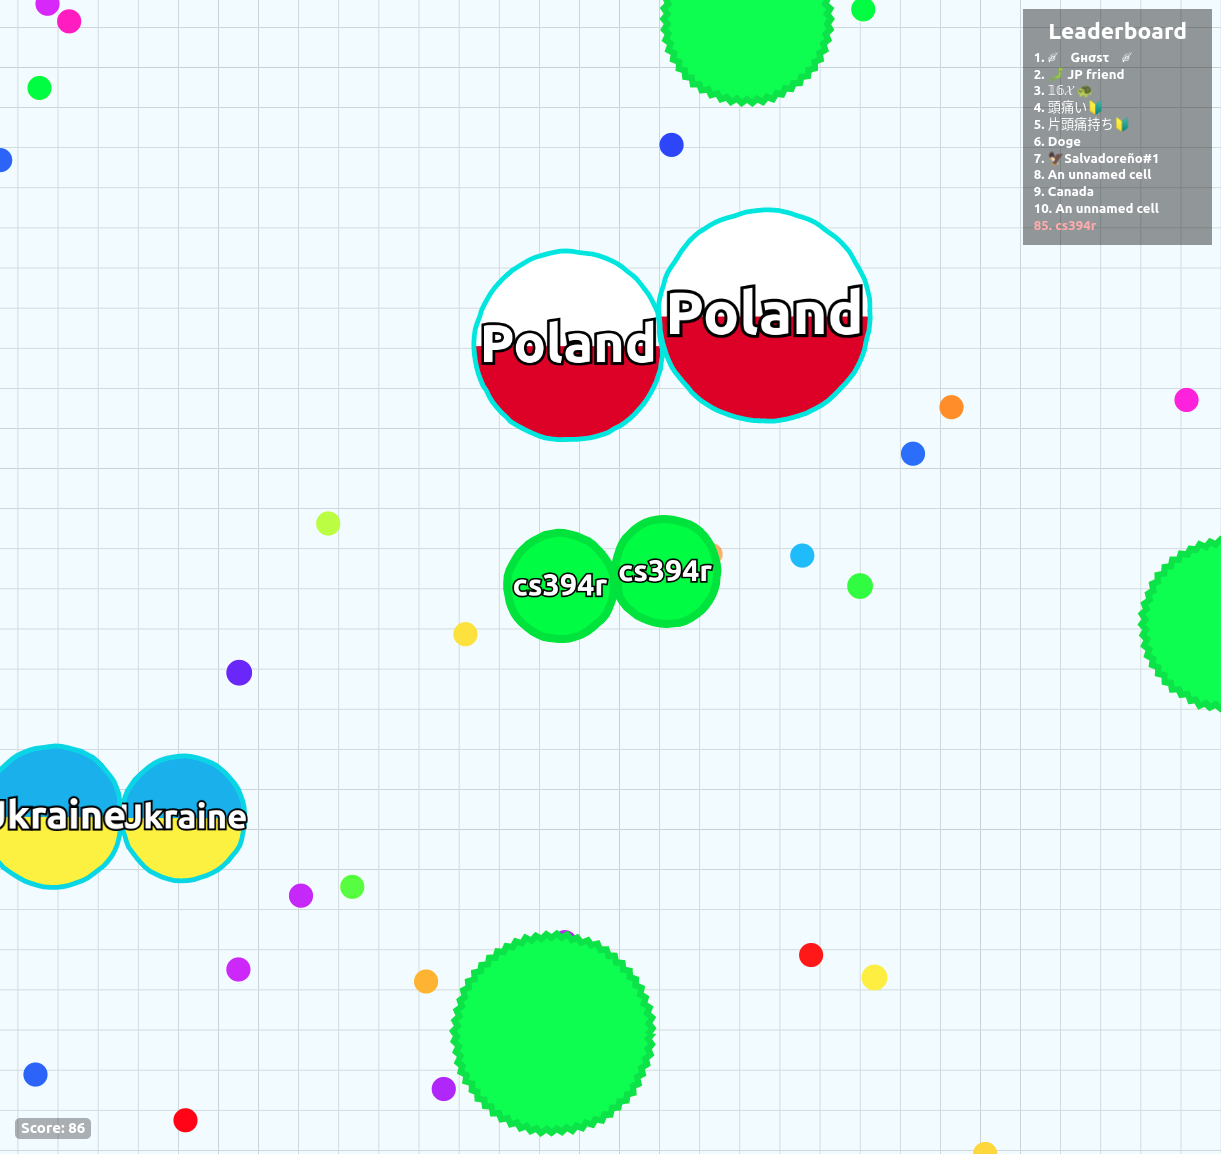 Leaderboard
1. Gнσsт
2. JP friend
3. 𝟙𝟞𝒳
4. 頭痛い🔰
5. 片頭痛持ち🔰
6. Doge
7. 🦅Salvadoreño#1
8. An unnamed cell
9. Canada
10. An unnamed cell
85. cs394r
Poland
Poland
cs394r
cs394r
Ukraine
Ukraine
Score: 86